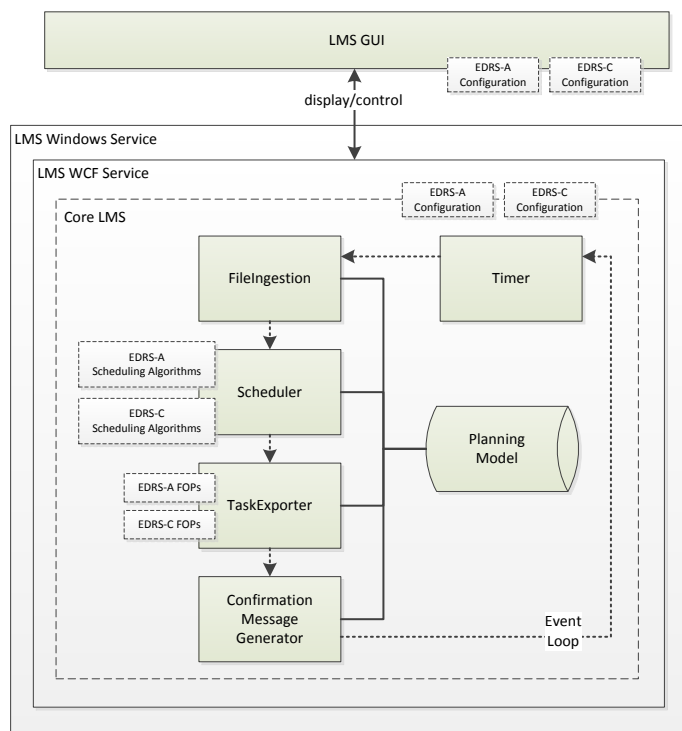 LMS GUI
EDRS-A
Configuration
EDRS-C
Configuration
display/control
LMS Windows Service
LMS WCF Service
EDRS-A
Configuration
EDRS-C
Configuration
Core LMS
FileIngestion
Timer
EDRS-A
Scheduling Algorithms
Scheduler
EDRS-C
Scheduling Algorithms
Planning
Model
EDRS-A FOPs
TaskExporter
EDRS-C FOPs
Confirmation
Message
Generator
Event
Loop